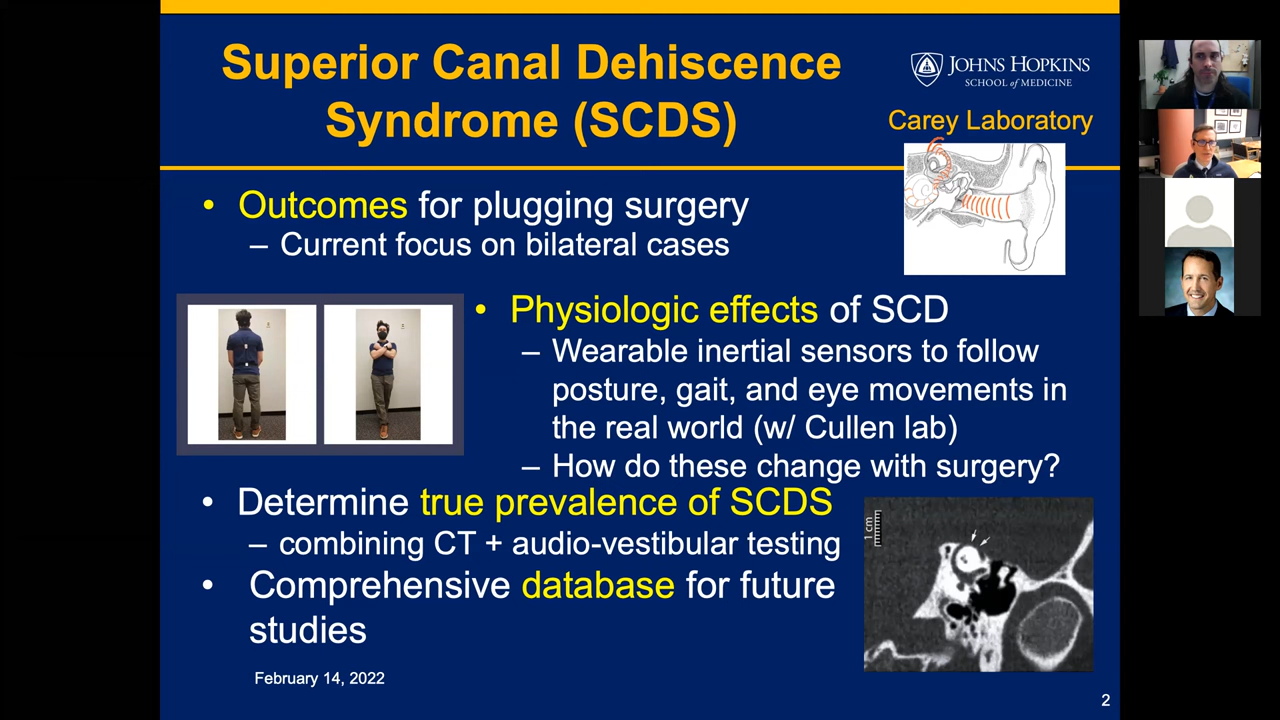 Superior Canal Dehiscence
Syndrome (SCDS)
JOHNS HOPKINS
SCHOOL of MEDICINE
Carey Laboratory
• Outcomes for plugging surgery
– Current focus on bilateral cases
• Physiologic effects of SCD
– Wearable inertial sensors to follow
posture, gait, and eye movements in
the real world (w/ Cullen lab)
– How do these change with surgery?
• Determine true prevalence of SCDS
– combining CT + audio-vestibular testing
• Comprehensive database for future
studies
1 cm
February 14, 2022
2